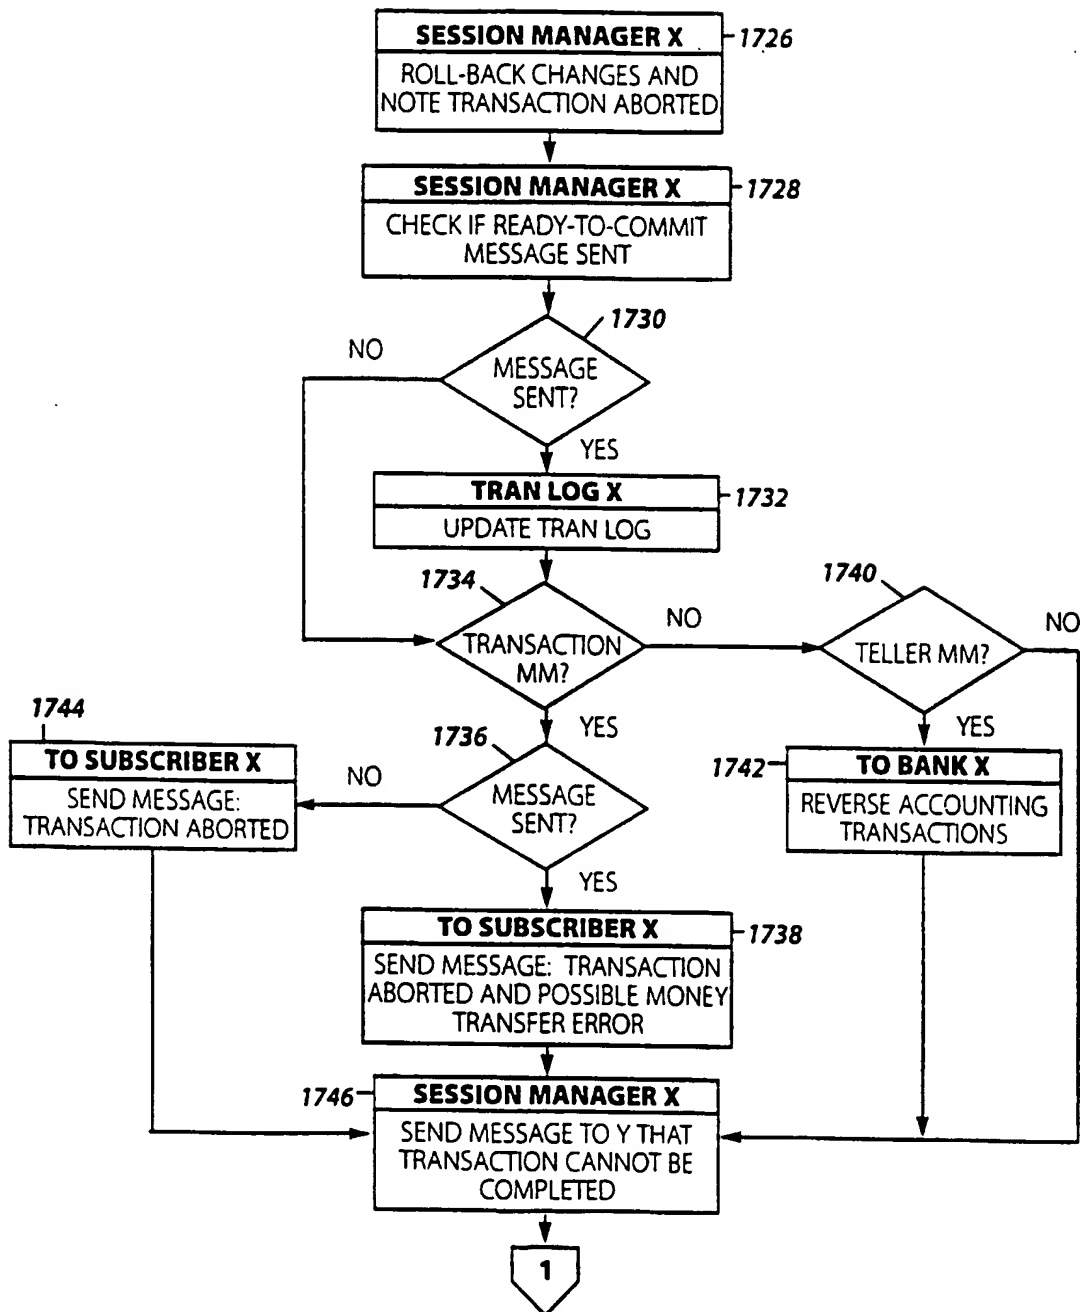 SESSION MANAGER X
1726
ROLL-BACK CHANGES AND
NOTE TRANSACTION ABORTED
SESSION MANAGER X
1728
CHECK IF READY-TO-COMMIT
MESSAGE SENT
1730
NO
MESSAGE
SENT?
YES
TRAN LOG X
1732
UPDATE TRAN LOG
1734
1740
NO
NO
TRANSACTION
MM?
TELLER MM?
1744
1736
YES
YES
TO SUBSCRIBER X
NO
1742
TO BANK X
SEND MESSAGE:
TRANSACTION ABORTED
MESSAGE
SENT?
REVERSE ACCOUNTING
TRANSACTIONS
YES
TO SUBSCRIBER X
1738
SEND MESSAGE: TRANSACTION
ABORTED AND POSSIBLE MONEY
TRANSFER ERROR
1746
SESSION MANAGER X
SEND MESSAGE TO Y THAT
TRANSACTION CANNOT BE
COMPLETED
1